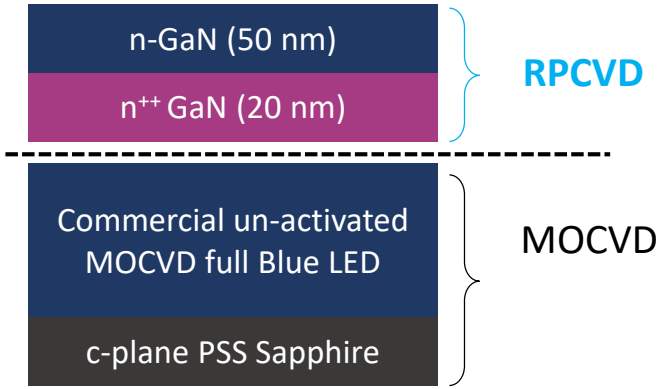 n-GaN (50 nm)
RPCVD
n⁺⁺ GaN (20 nm)
Commercial un-activated
MOCVD full Blue LED
MOCVD
c-plane PSS Sapphire